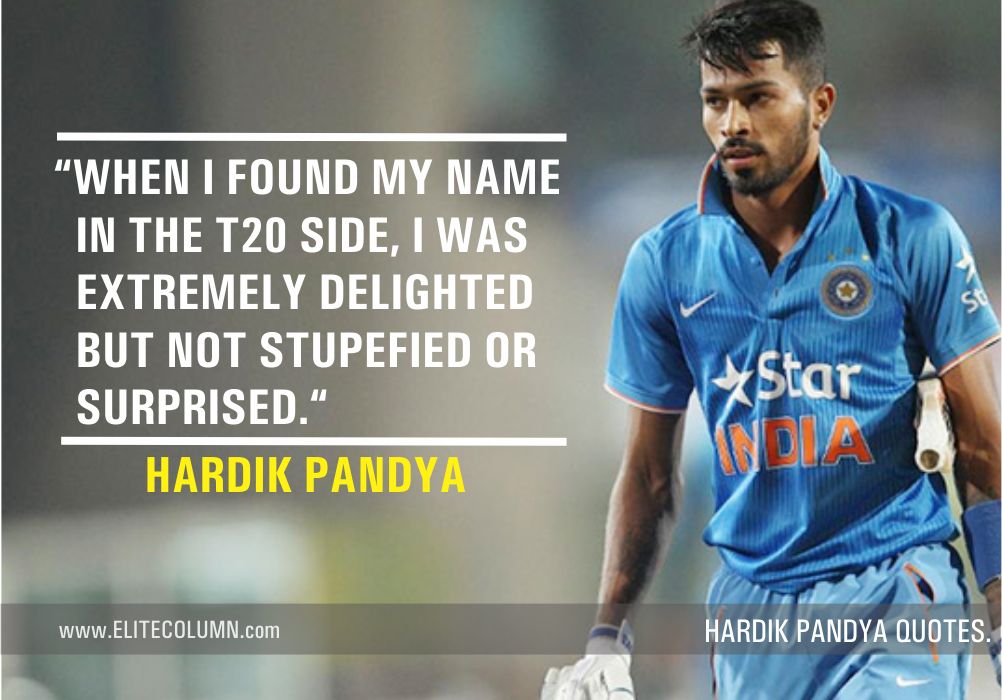 “WHEN I FOUND MY NAME
IN THE T20 SIDE, I WAS
EXTREMELY DELIGHTED
BUT NOT STUPEFIED OR
SURPRISED.“
HARDIK PANDYA
Star
INDIA
www.ELITECOLUMN.com
HARDIK PANDYA QUOTES.